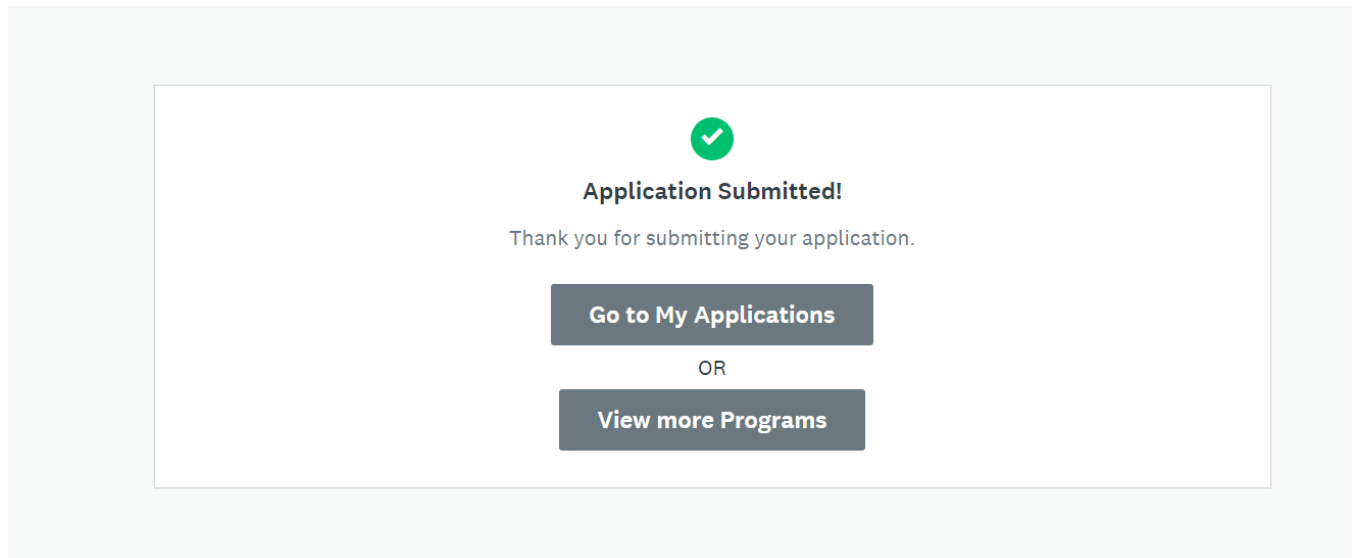 Application Submitted!
Thank you for submitting your application.
Go to My Applications
OR
View more Programs